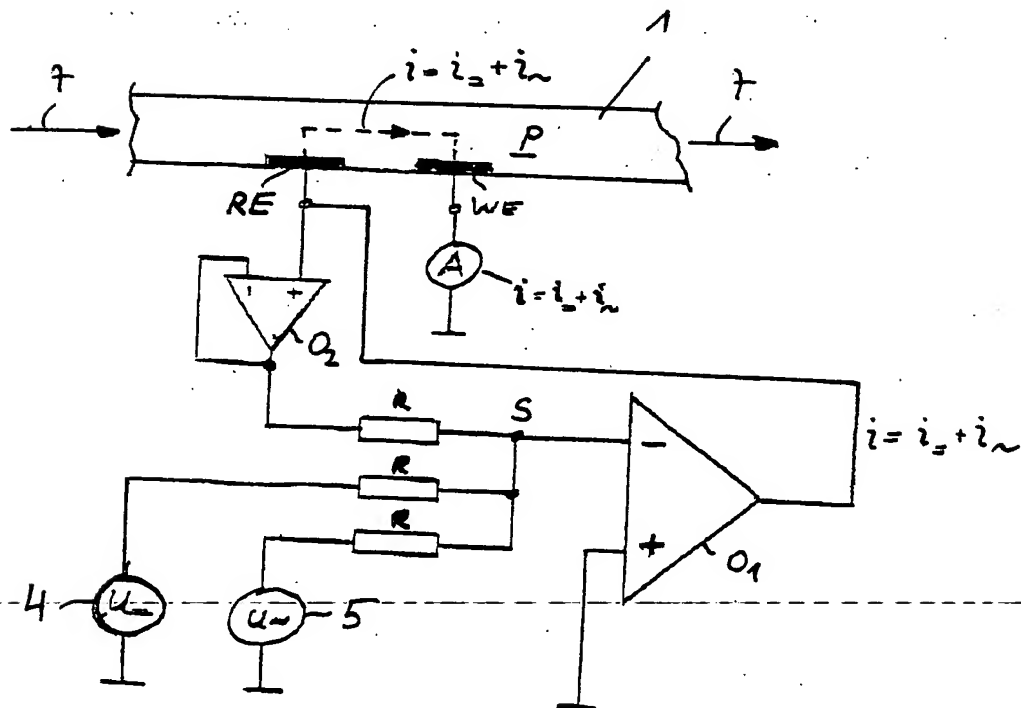 1
7
i = i₌ + i~
7
P
RE
WE
A
i = i₌ + i~
- +
O₂
R
S
R
R
-
+
i = i₌ + i~
O₁
4
U₌
u~
5